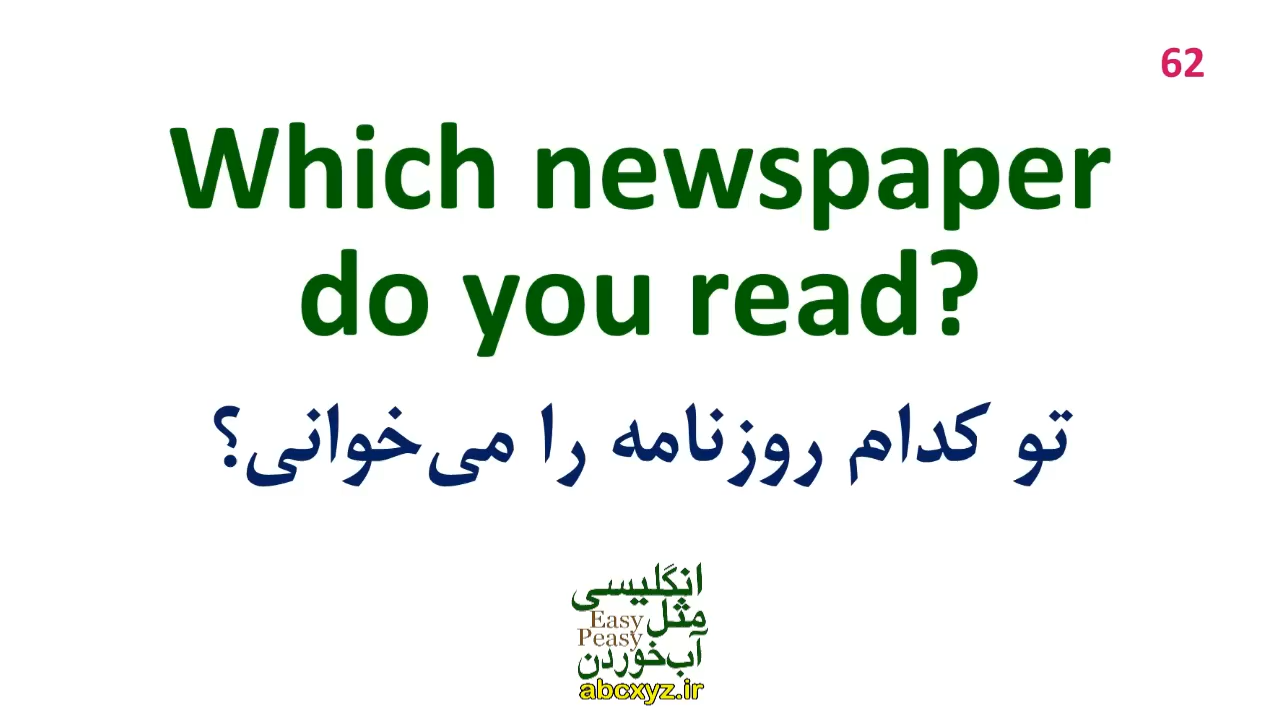 62
Which newspaper
do you read?
تو کدام روزنامه را می‌خوانی؟
انگلیسی
مثل
Easy
Peasy
آب‌خوردن
abcxyz.ir